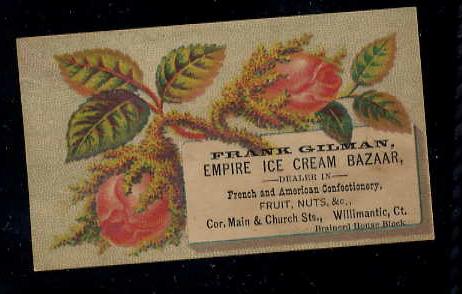 FRANK GILMAN,
EMPIRE ICE CREAM BAZAAR,
DEALER IN
French and American Confectionery,
FRUIT, NUTS, &c.,
Cor. Main & Church Sts., Willimantic, Ct.
Brainerd House Block